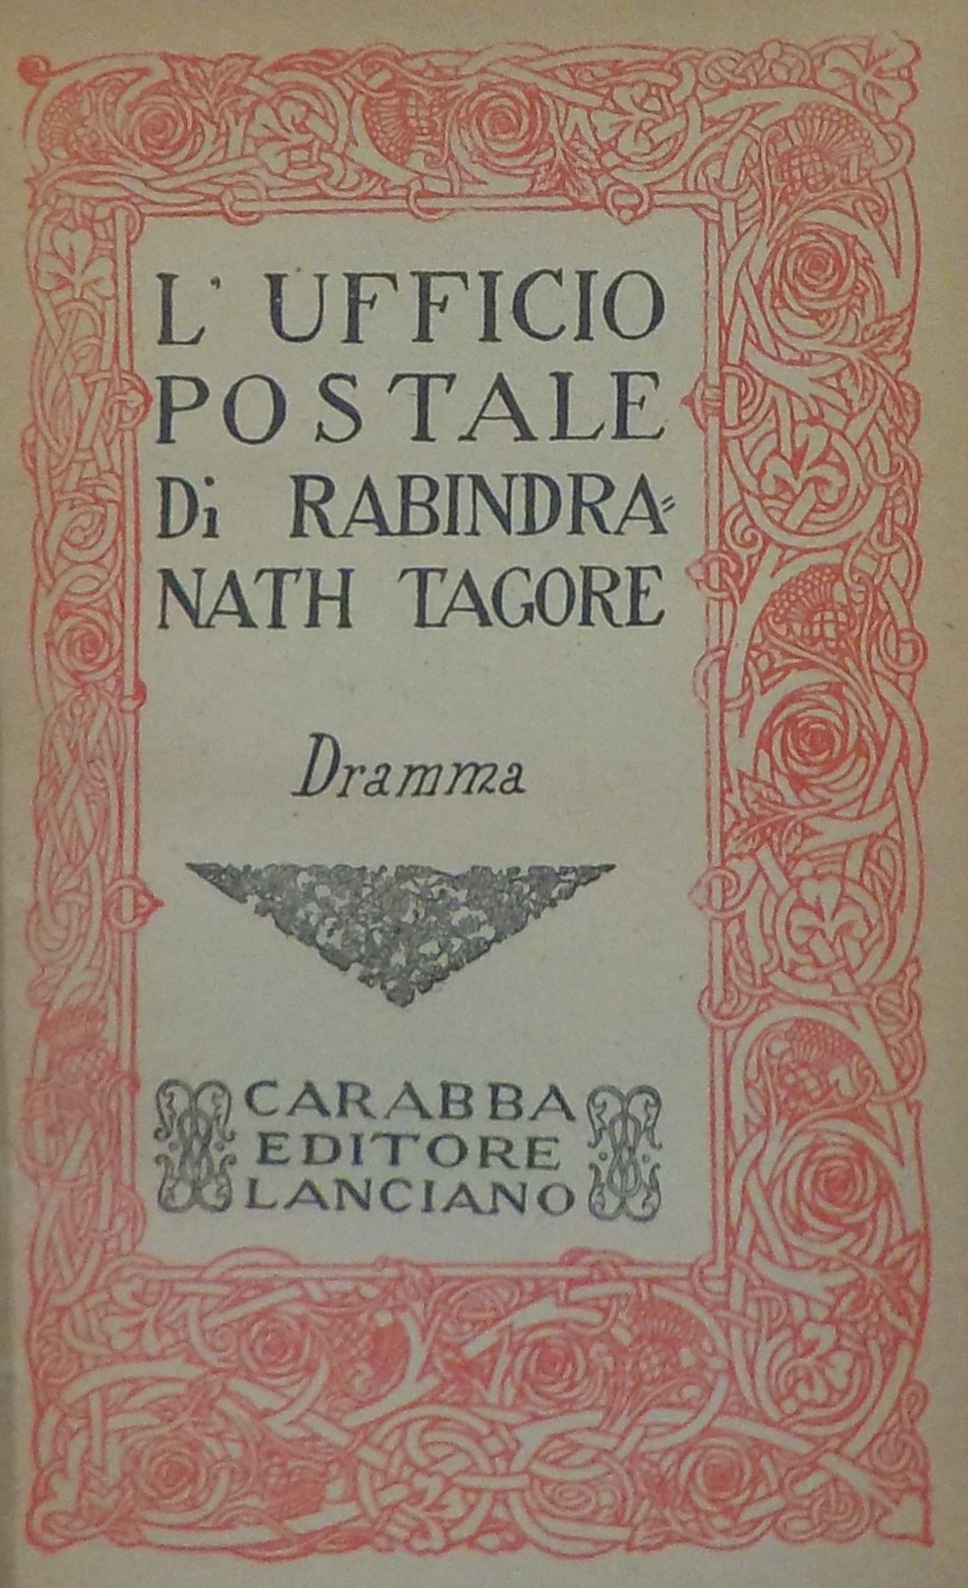 L' UFFICIO
POSTALE
Di RABINDRA=
NATH TAGORE
Dramma
CARABBA
EDITORE
LANCIANO